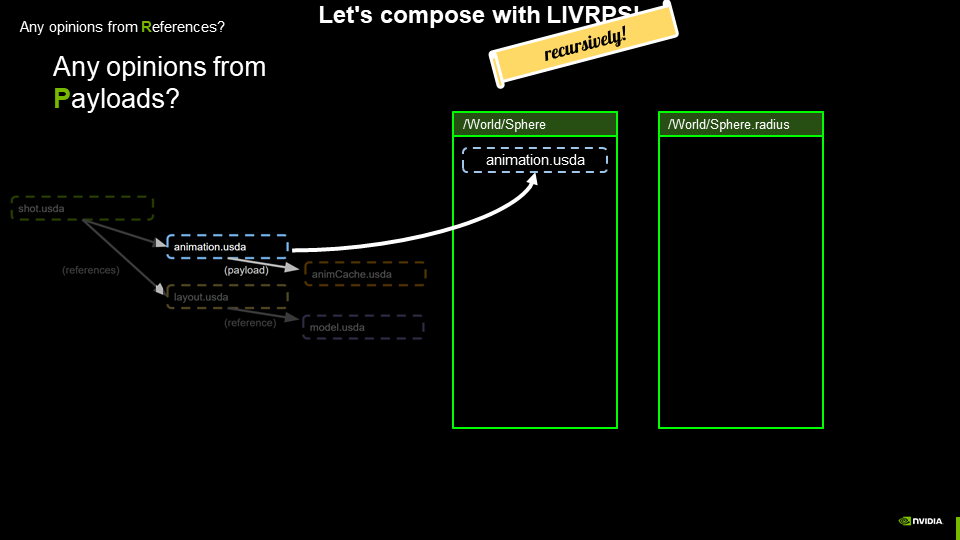 Let's compose with LIVRPS!
recursively!
Any opinions from References?
Any opinions from
Payloads?
/World/Sphere
/World/Sphere.radius
animation.usda
shot.usda
animation.usda
(references)
(payload)
animCache.usda
layout.usda
(reference)
model.usda
NVIDIA